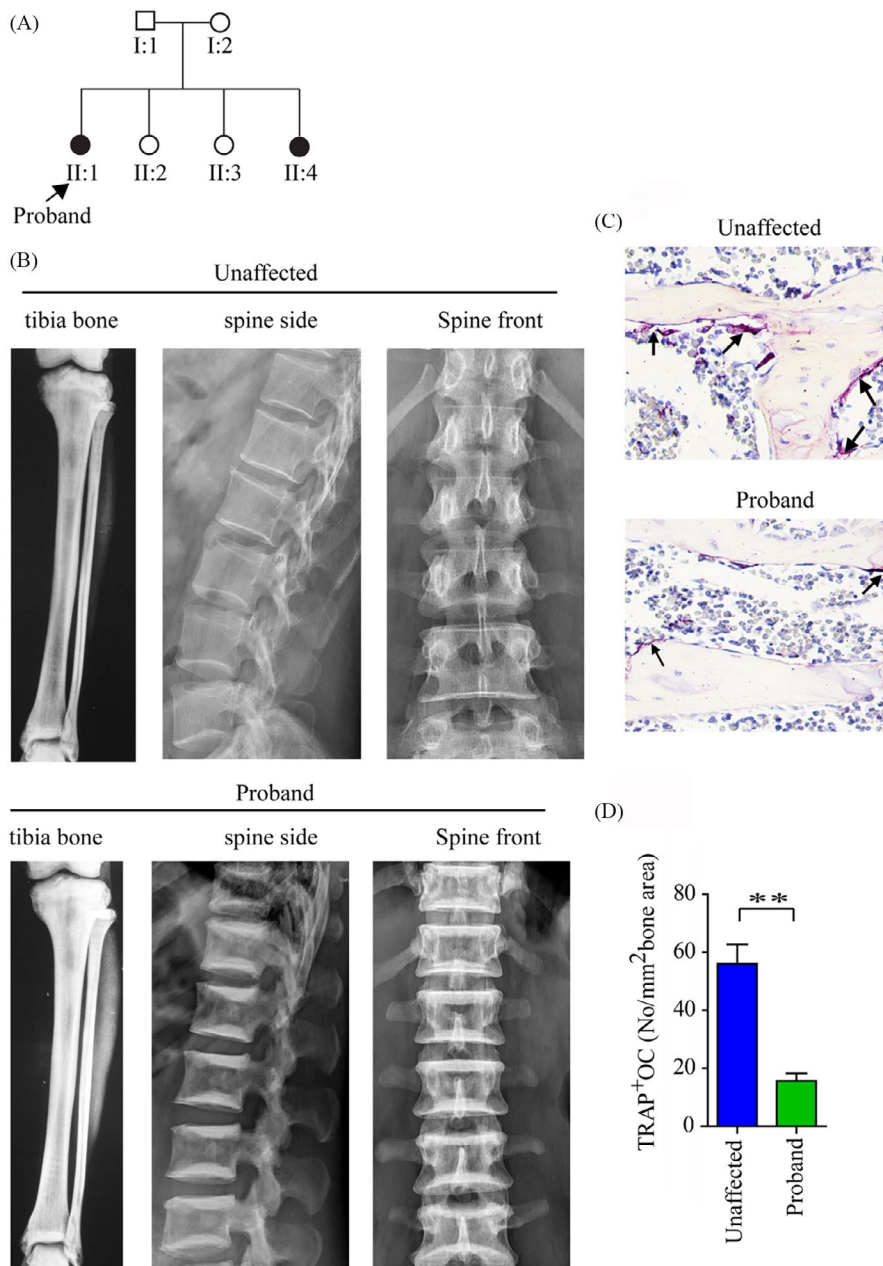 (A)
I:1 I:2
II:1 II:2 II:3 II:4
Proband
(B)
Unaffected
tibia bone spine side Spine front
Proband
tibia bone spine side Spine front
(C)
Unaffected
Proband
(D)
TRAP+OC (No/mm2bone area)
80
60
40
20
0
**
Unaffected
Proband